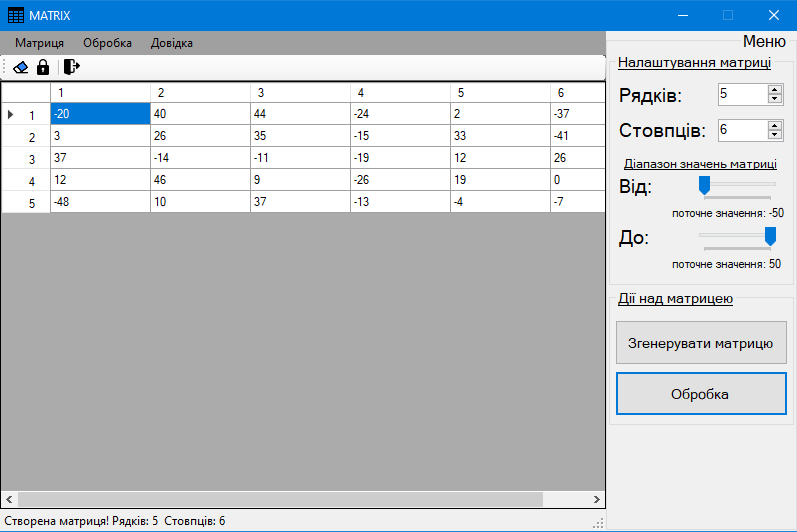 MATRIX
Матриця Обробка Довідка
1 2 3 4 5 6
1 -20 40 44 -24 2 -37
2 3 26 35 -15 33 -41
3 37 -14 -11 -19 12 26
4 12 46 9 -26 19 0
5 -48 10 37 -13 -4 -7
Створена матриця! Рядків: 5 Стовпців: 6
Меню
Налаштування матриці
Рядків: 5
Стовпців: 6
Діапазон значень матриці
Від:
поточне значення: -50
До:
поточне значення: 50
Дії над матрицею
Згенерувати матрицю
Обробка